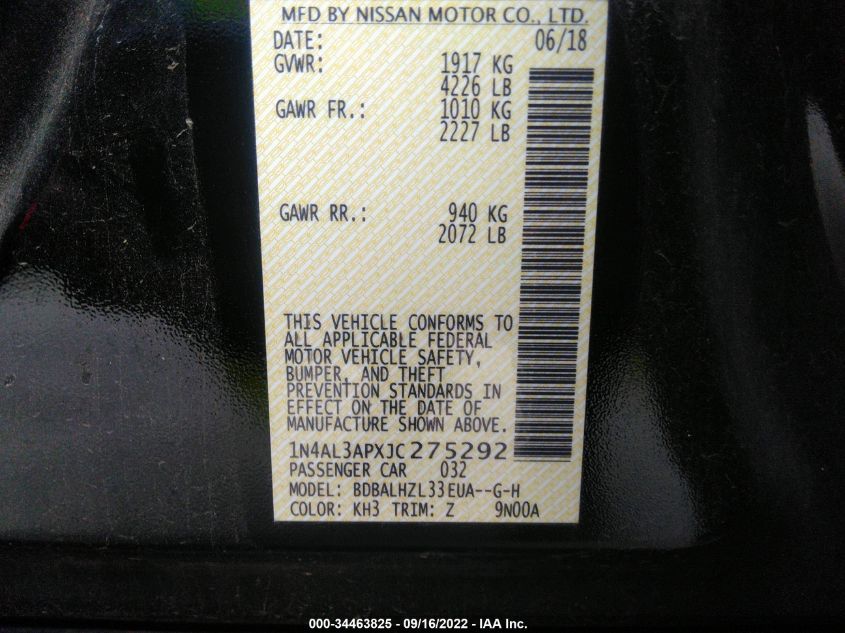 MFD BY NISSAN MOTOR CO., LTD.
DATE: 06/18
GVWR: 1917 KG
4226 LB
GAWR FR.: 1010 KG
2227 LB
GAWR RR.: 940 KG
2072 LB
THIS VEHICLE CONFORMS TO
ALL APPLICABLE FEDERAL
MOTOR VEHICLE SAFETY,
BUMPER, AND THEFT
PREVENTION STANDARDS IN
EFFECT ON THE DATE OF
MANUFACTURE SHOWN ABOVE.
1N4AL3APXJC275292
PASSENGER CAR 032
MODEL: BDBALHZL33EUA--G-H
COLOR: KH3 TRIM: Z 9N00A
000-34463825 - 09/16/2022 - IAA Inc.